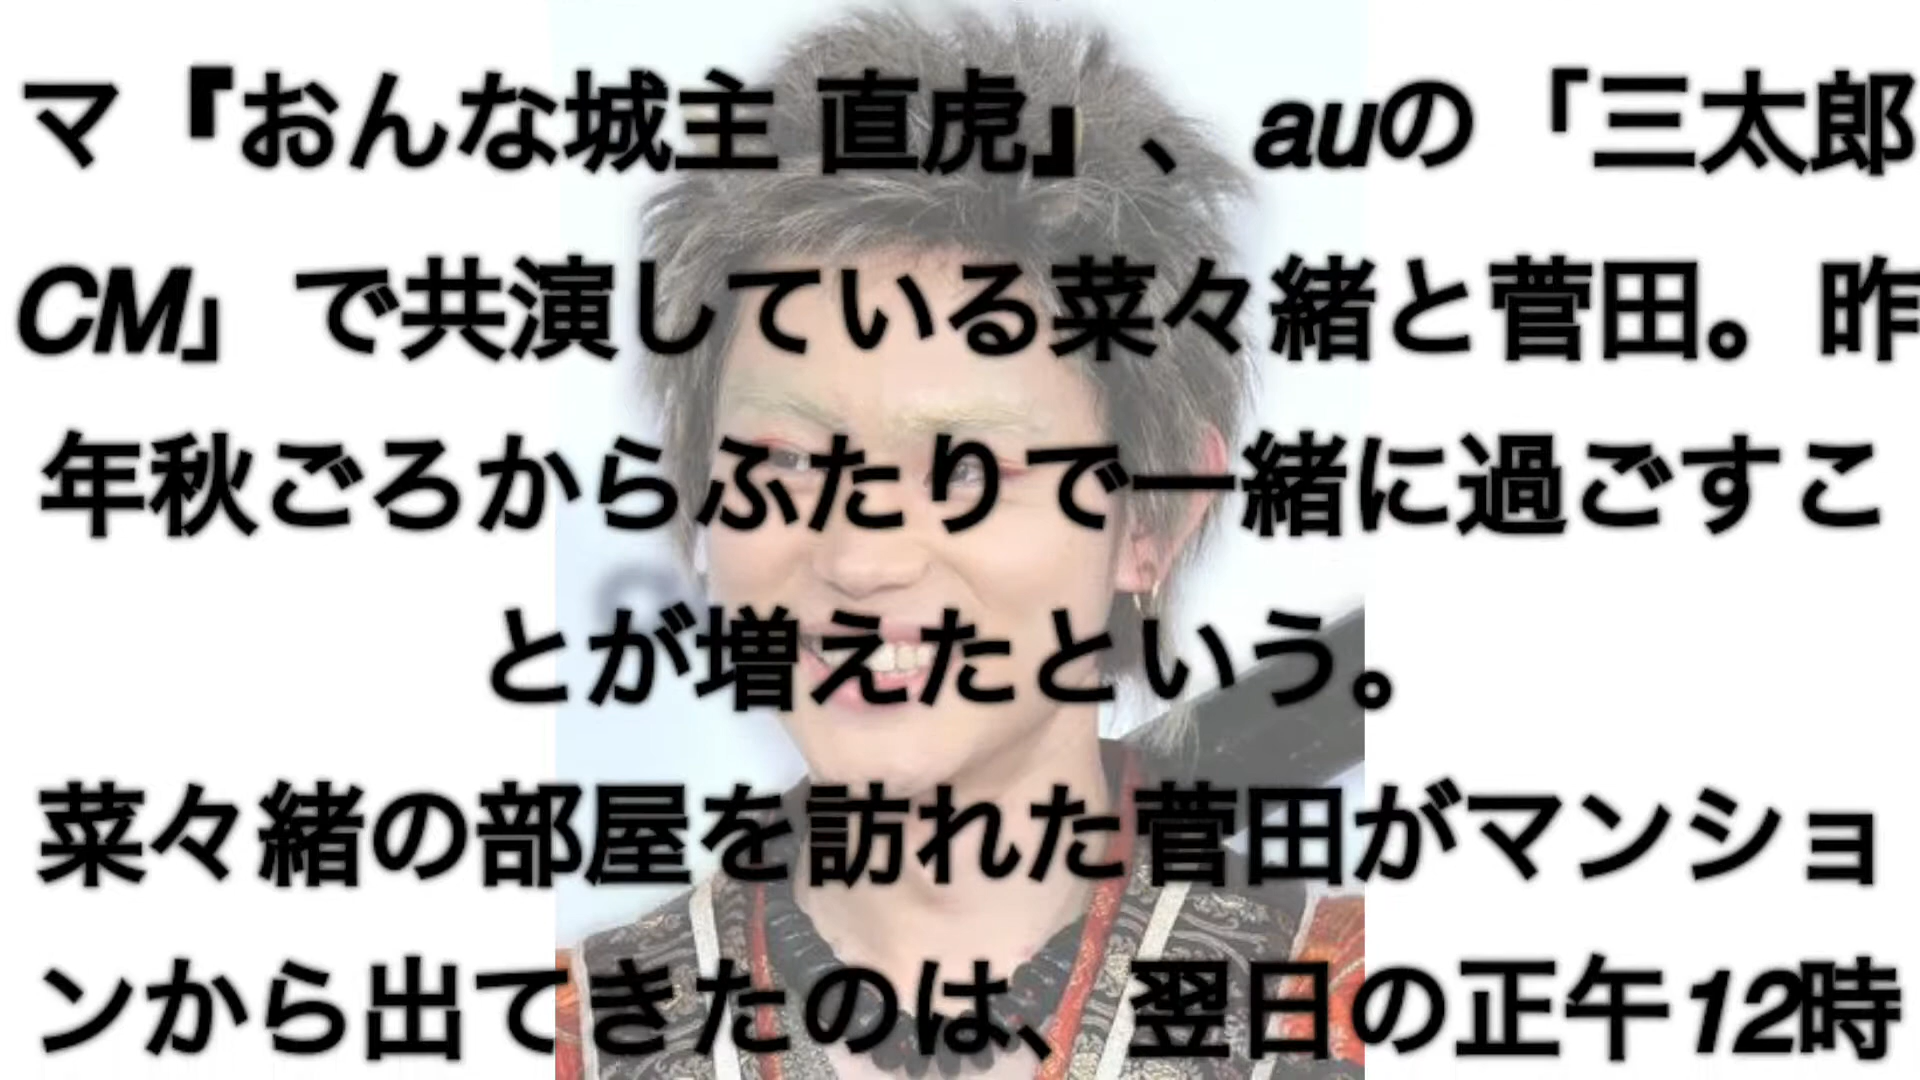 マ『おんな城主 直虎』、auの「三太郎
CM」で共演している菜々緒と菅田。昨
年秋ごろからふたりで一緒に過ごすこ
とが増えたという。
菜々緒の部屋を訪れた菅田がマンショ
ンから出てきたのは、翌日の正午12時